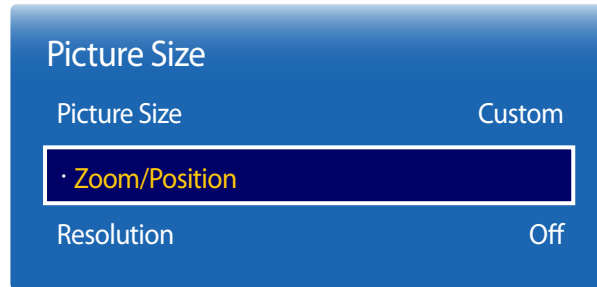 Picture Size
Picture Size Custom
· Zoom/Position
Resolution Off